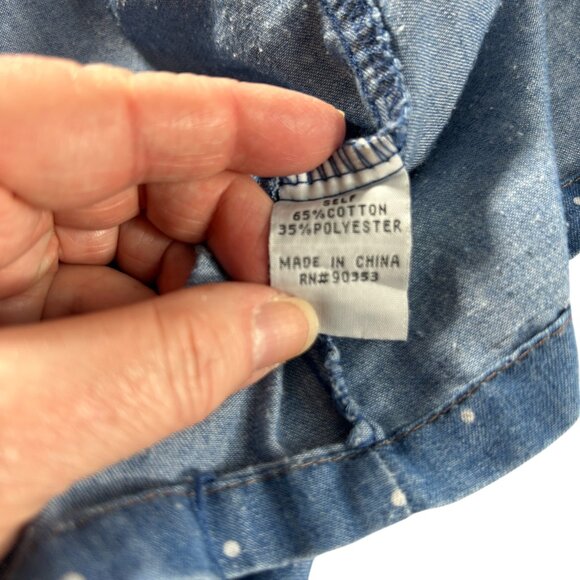 SELF
65%COTTON
35%POLYESTER
MADE IN CHINA
RN#90353